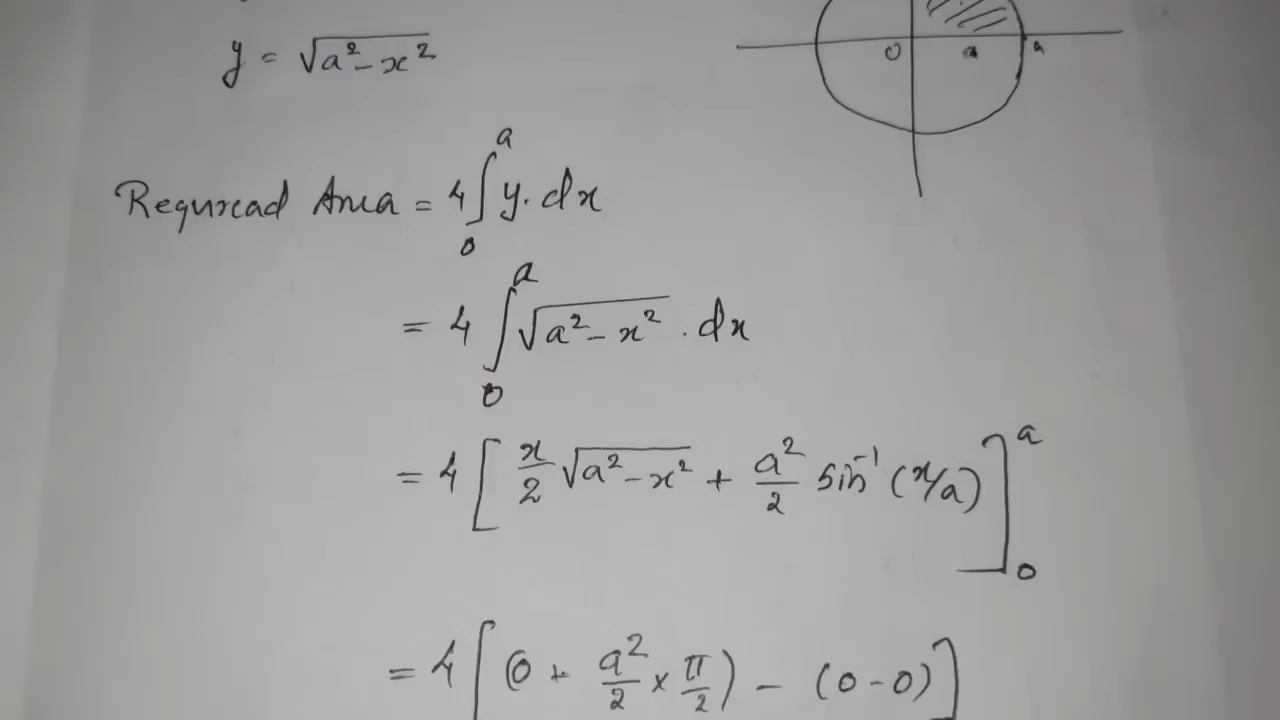 y = √(a² - x²)
0 a a
Requread Area = 4 ∫₀ᵃ y. dx
= 4 ∫₀ᵃ √(a² - x²) . dx
= 4 [ x/2 √(a² - x²) + a²/2 sin⁻¹ (x/a) ]₀ᵃ
= 4 [ (0 + a²/2 × π/2) - (0 - 0) ]